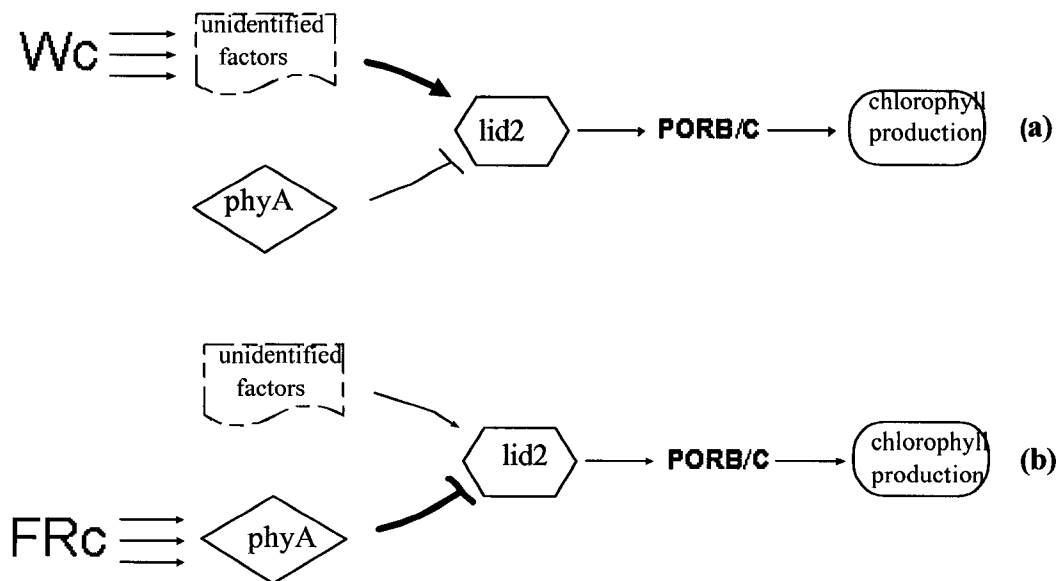 Wc
unidentified
factors
lid2
PORB/C
chlorophyll
production
(a)
phyA
unidentified
factors
lid2
PORB/C
chlorophyll
production
(b)
FRc
phyA